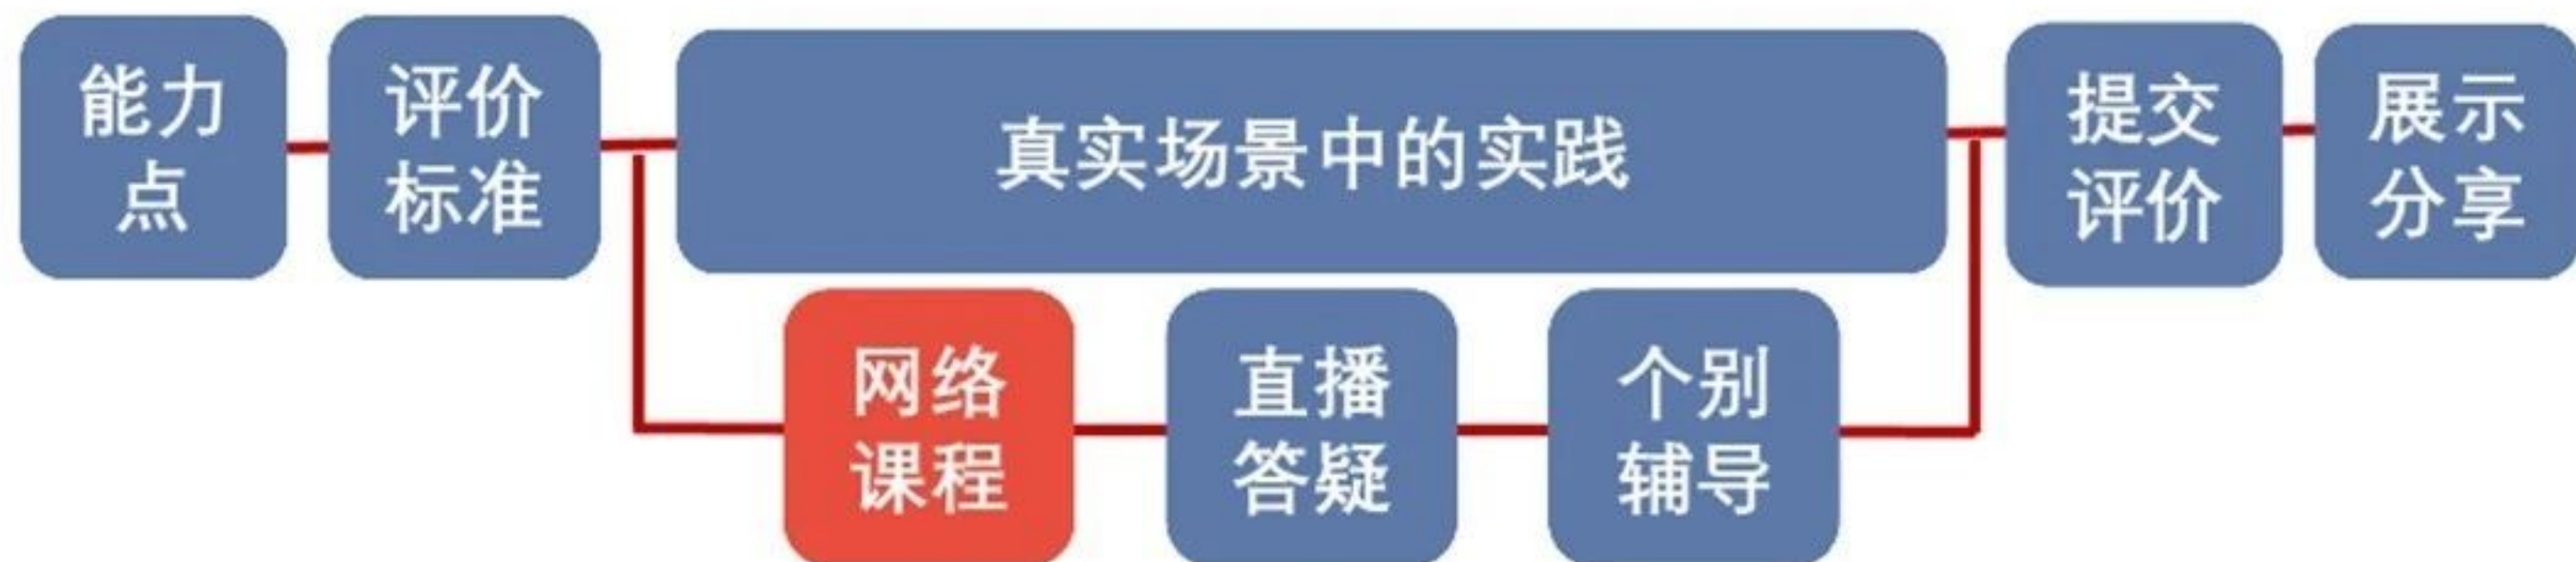 能力
点
评价
标准
真实场景中的实践
提交
评价
展示
分享
网络
课程
直播
答疑
个别
辅导